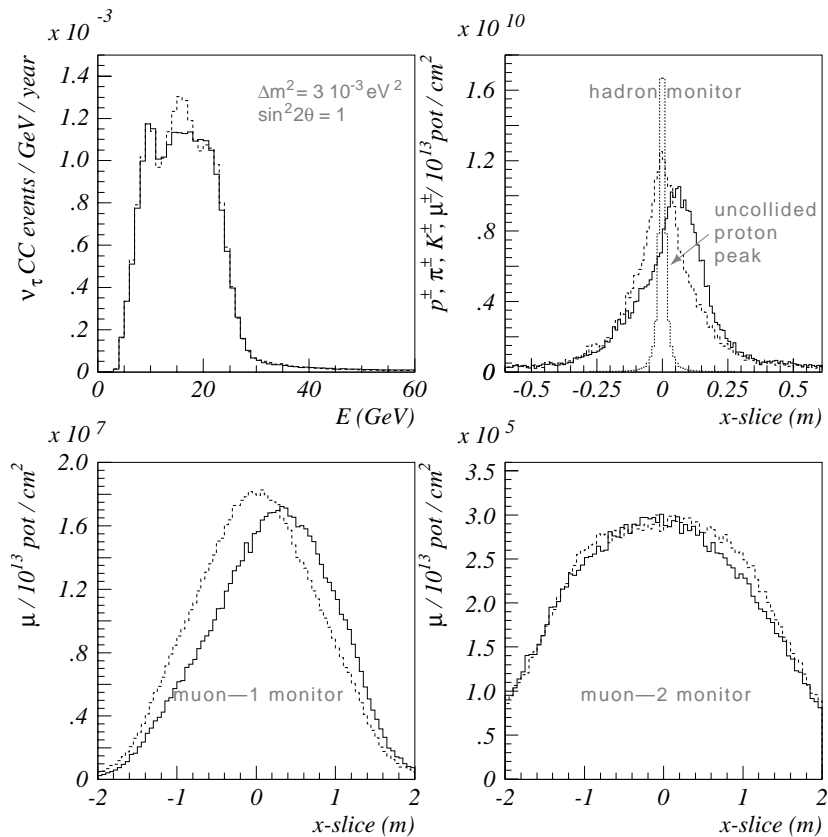 x 10 -3
ν τ CC events / GeV / year
1.4
1.2
1.0
.8
.6
.4
.2
0
Δm² = 3 10⁻³ eV²
sin²2θ = 1
0 20 40 60
E (GeV)
x 10 10
p±, π±, K±, μ± / 10¹³ pot / cm²
1.8
1.4
1.0
.6
.2
0
hadron monitor
uncollided
proton
peak
-0.5 -0.25 0 0.25 0.5
x-slice (m)
x 10 7
μ / 10¹³ pot / cm²
2.0
1.6
1.2
.8
.4
0
muon—1 monitor
-2 -1 0 1 2
x-slice (m)
x 10 5
μ / 10¹³ pot / cm²
3.5
3.0
2.5
2.0
1.5
1.0
.5
0
muon—2 monitor
-2 -1 0 1 2
x-slice (m)